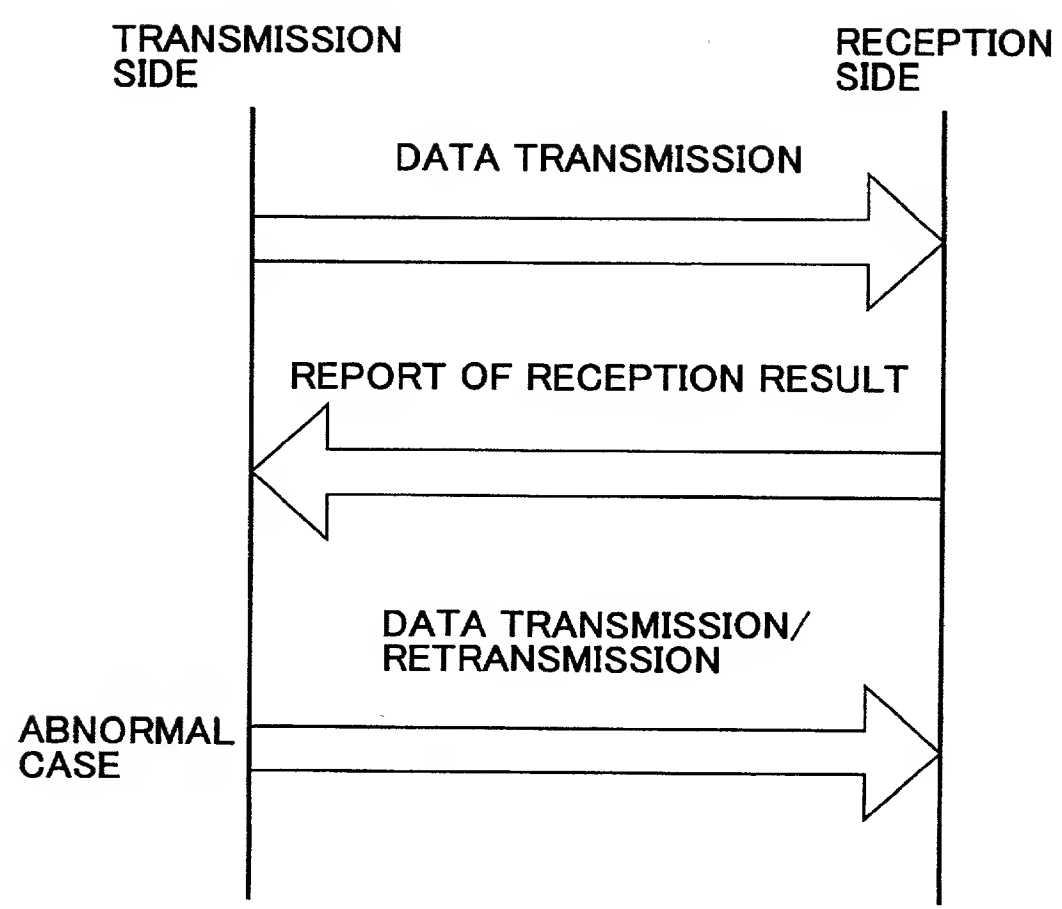 TRANSMISSION
SIDE
RECEPTION
SIDE
DATA TRANSMISSION
REPORT OF RECEPTION RESULT
DATA TRANSMISSION/
RETRANSMISSION
ABNORMAL
CASE